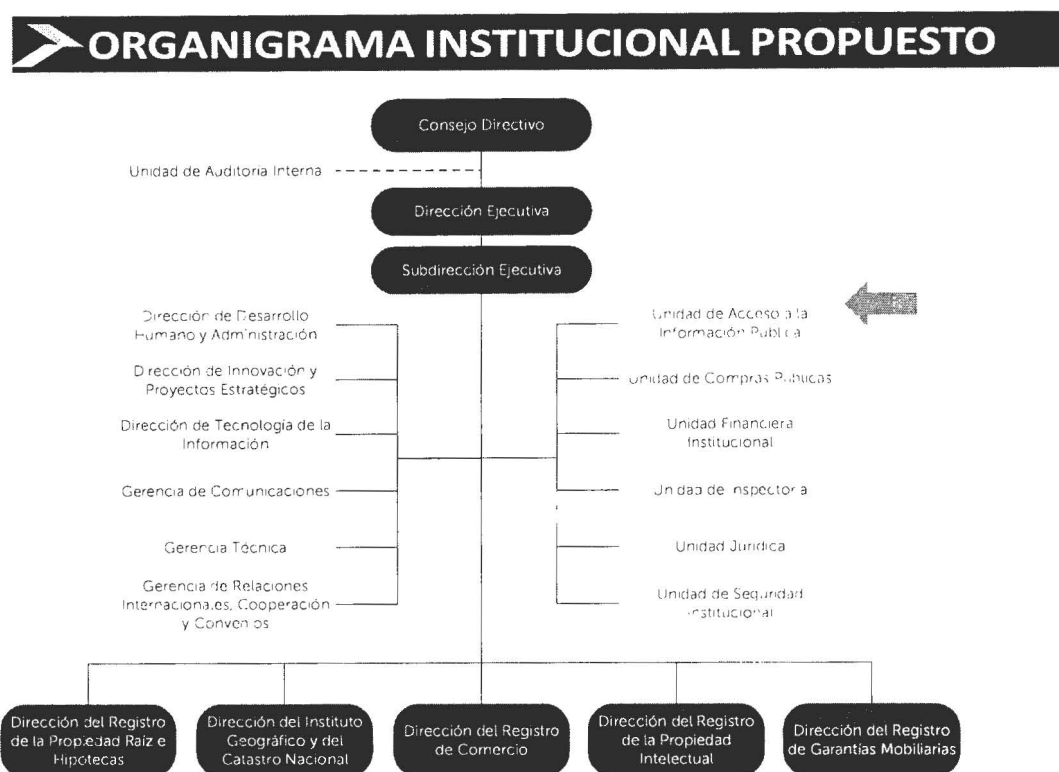 ORGANIGRAMA INSTITUCIONAL PROPUESTO
Consejo Directivo
Unidad de Auditoría Interna
Dirección Ejecutiva
Subdirección Ejecutiva
Dirección de Desarrollo
Humano y Administración
Dirección de Innovación y
Proyectos Estratégicos
Dirección de Tecnología de la
Información
Gerencia de Comunicaciones
Gerencia Técnica
Gerencia de Relaciones
Internacionales, Cooperación
y Convenios
Unidad de Acceso a la
Información Pública
Unidad de Compras Públicas
Unidad Financiera
Institucional
Unidad de Inspectoría
Unidad Jurídica
Unidad de Seguridad
Institucional
Dirección del Registro
de la Propiedad Raíz e
Hipotecas
Dirección del Instituto
Geográfico y del
Catastro Nacional
Dirección del Registro
de Comercio
Dirección del Registro
de la Propiedad
Intelectual
Dirección del Registro
de Garantías Mobiliarias